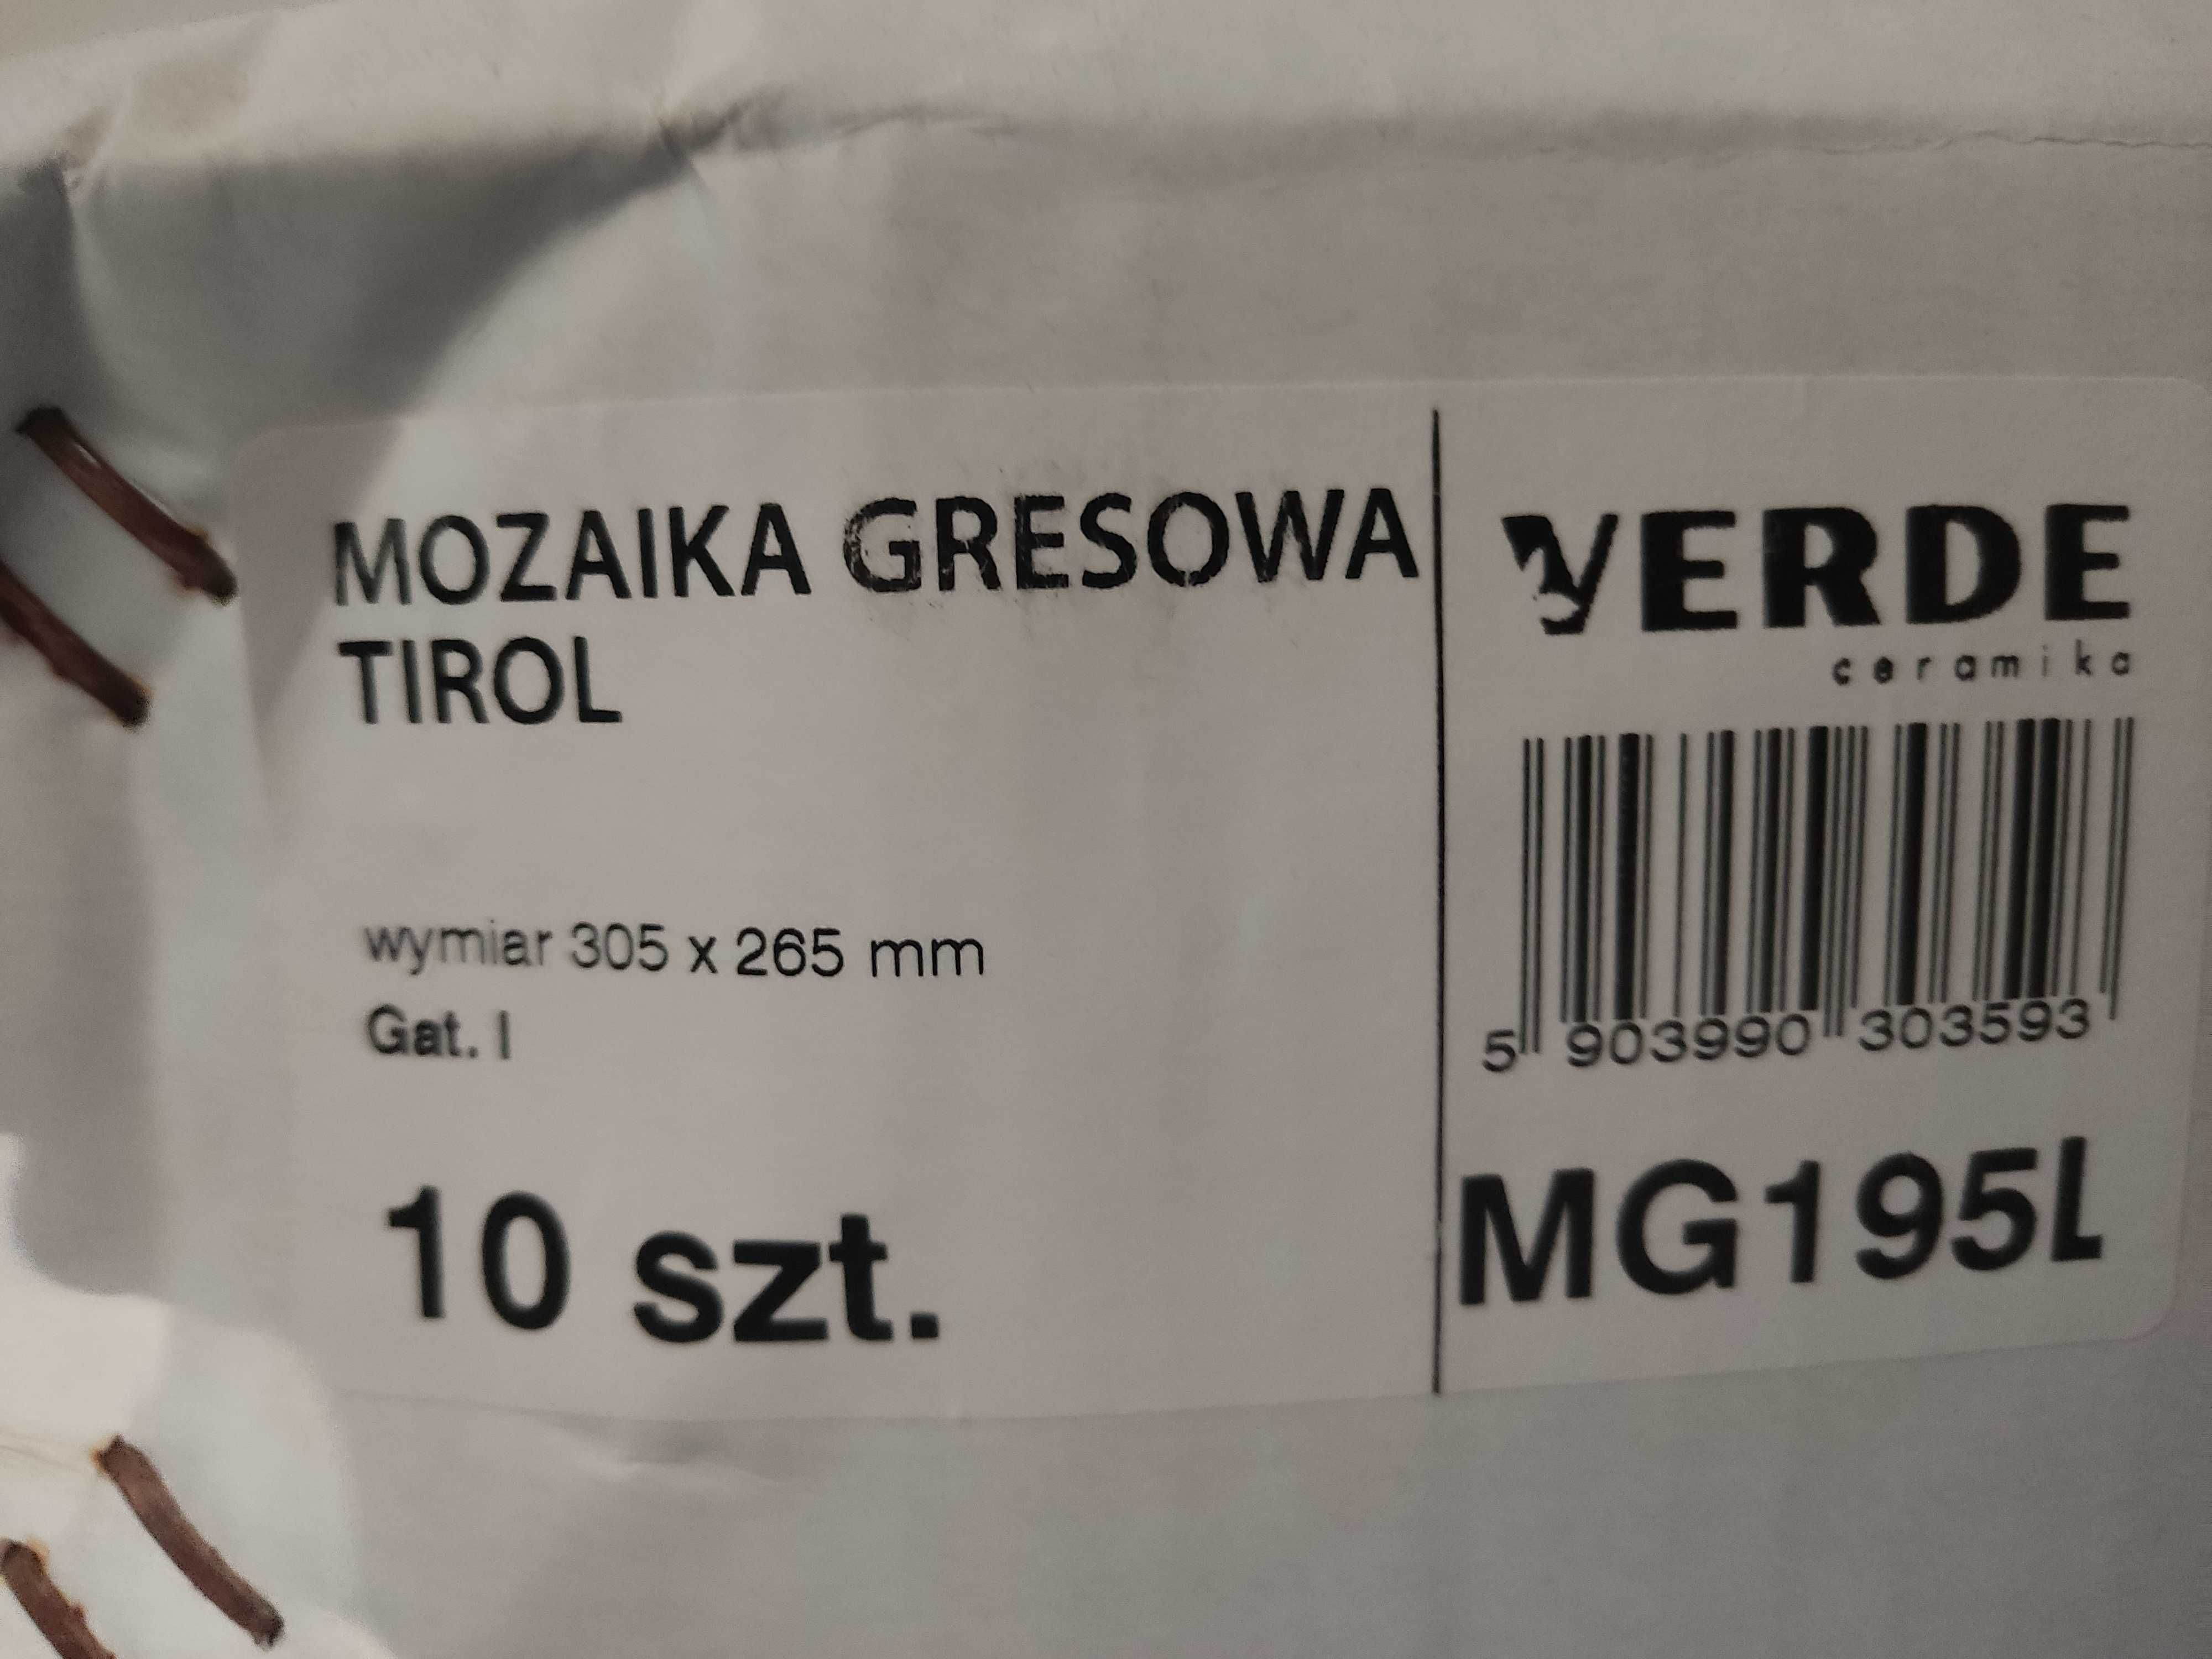 MOZAIKA GRESOWA
TIROL
wymiar 305 x 265 mm
Gat. I
10 szt.
VERDE
ceramika
5 903990 303593
MG195L